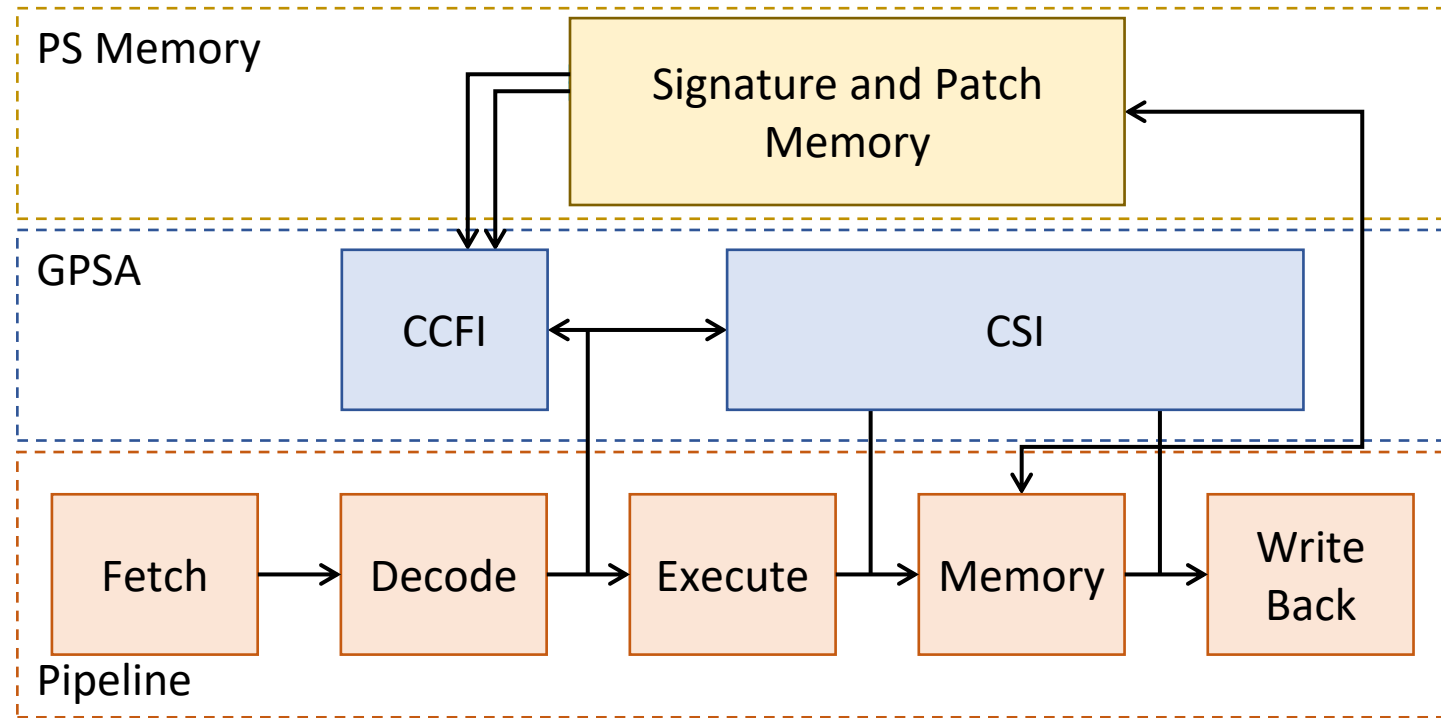 PS Memory
Signature and Patch
Memory
GPSA
CCFI
CSI
Fetch
Decode
Execute
Memory
Write
Back
Pipeline